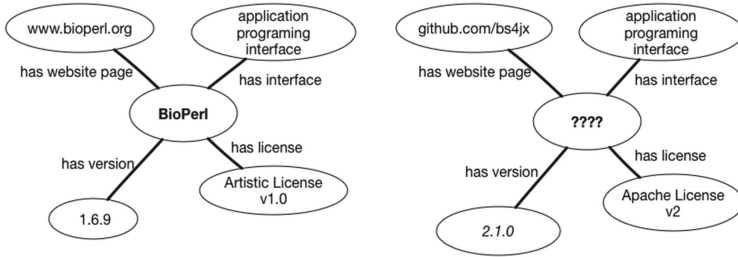 www.bioperl.org
application
programing
interface
has website page
has interface
BioPerl
has version
has license
1.6.9
Artistic License
v1.0
github.com/bs4jx
application
programing
interface
has website page
has interface
????
has version
has license
2.1.0
Apache License
v2